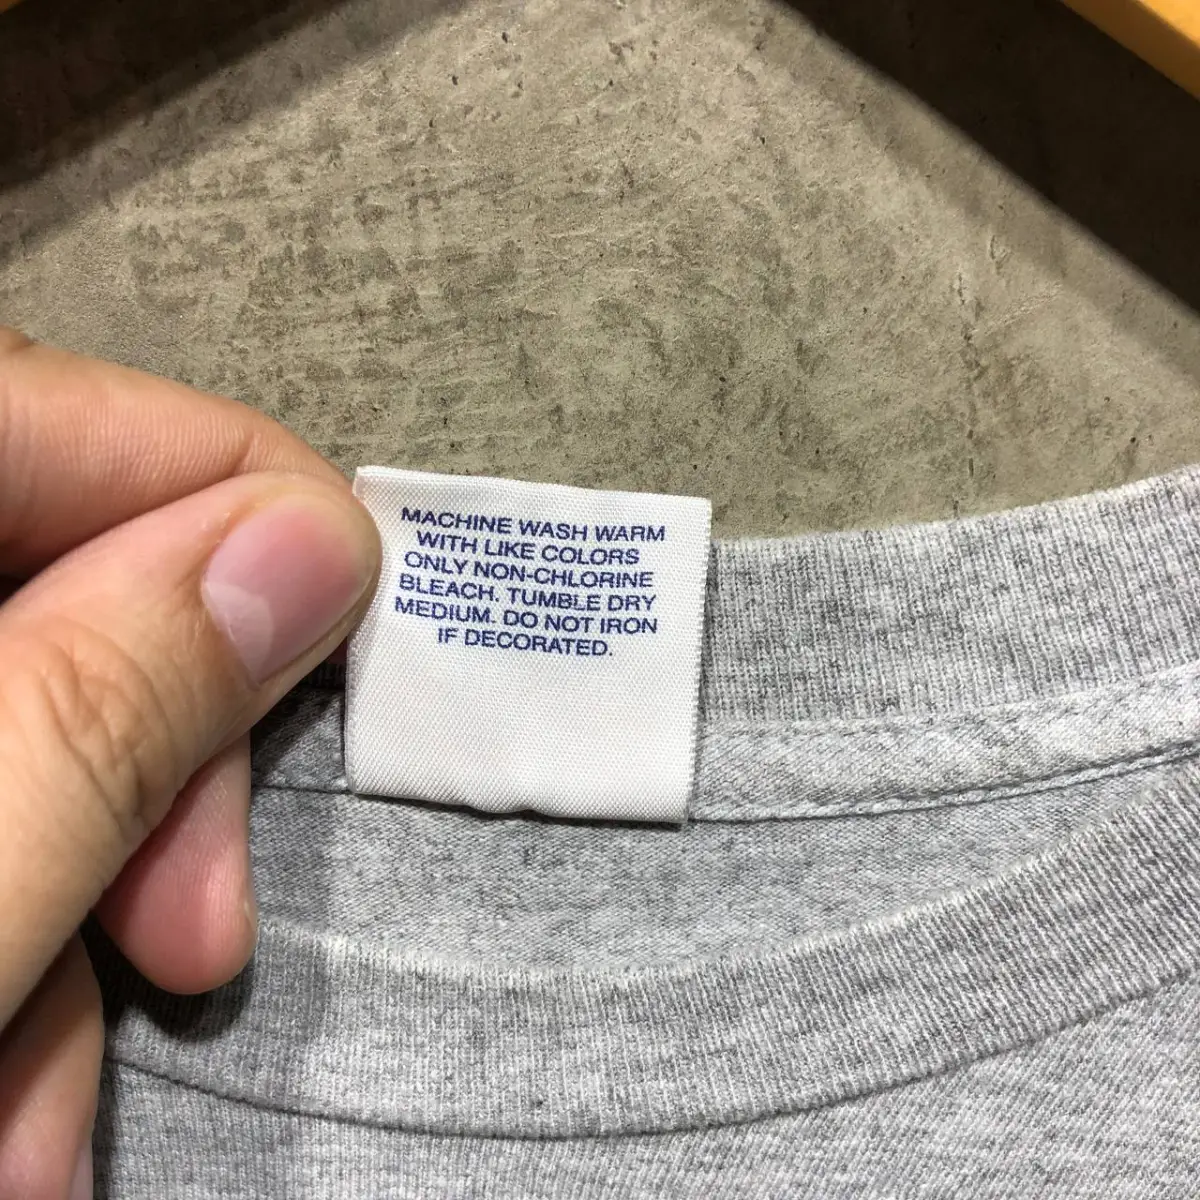 MACHINE WASH WARM
WITH LIKE COLORS
ONLY NON-CHLORINE
BLEACH. TUMBLE DRY
MEDIUM. DO NOT IRON
IF DECORATED.